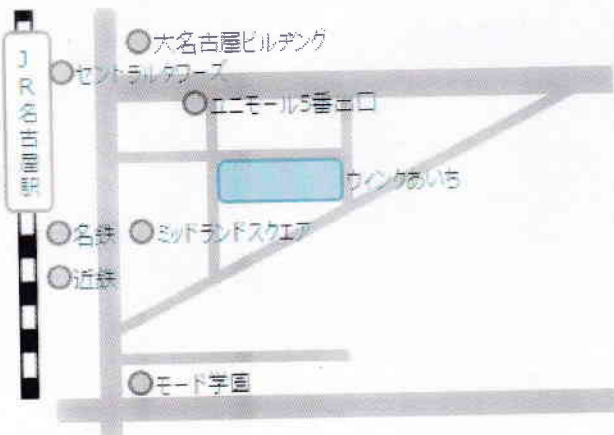 大名古屋ビルヂング
セントラルタワーズ
JR名古屋駅
ユニモール5番出口
ウィンクあいち
名鉄
ミッドランドスクエア
近鉄
モード学園